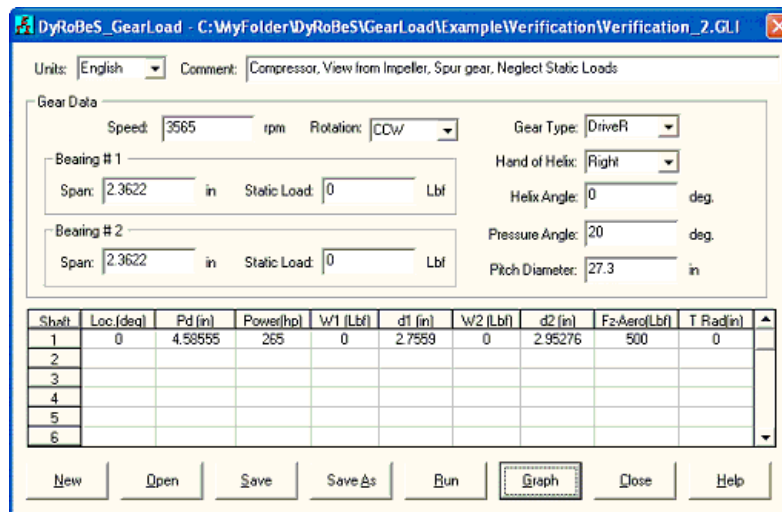 DyRoBeS_GearLoad - C:\MyFolder\DyRoBeS\GearLoad\Example\Verification\Verification_2.GLI
Units: English Comment: Compressor, View from Impeller, Spur gear, Neglect Static Loads
Gear Data
Speed: 3565 rpm Rotation: CCW Gear Type: DriveR
Bearing # 1 Hand of Helix: Right
Span: 2.3622 in Static Load: 0 Lbf Helix Angle: 0 deg.
Bearing # 2 Pressure Angle: 20 deg.
Span: 2.3622 in Static Load: 0 Lbf Pitch Diameter: 27.3 in
Shaft Loc.(deg) Pd (in) Power(hp) W1 (Lbf) d1 (in) W2 (Lbf) d2 (in) Fz-Aero(Lbf) T Rad(in)
1 0 4.58555 265 0 2.7559 0 2.95276 500 0
2
3
4
5
6
New Open Save Save As Run Graph Close Help